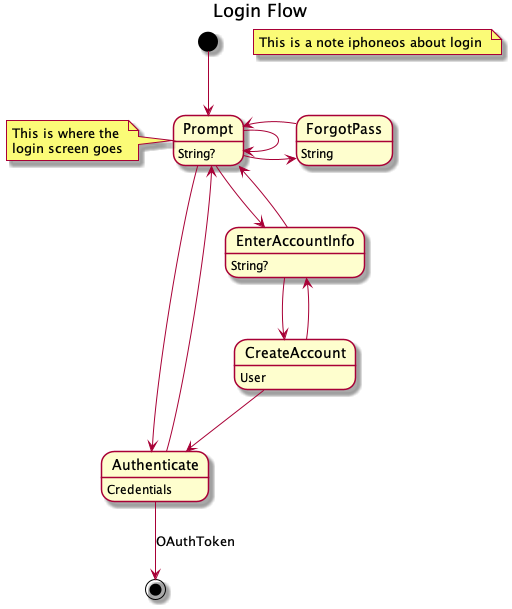 Login Flow
This is a note iphoneos about login
This is where the
login screen goes
Prompt
String?
ForgotPass
String
EnterAccountInfo
String?
CreateAccount
User
Authenticate
Credentials
OAuthToken